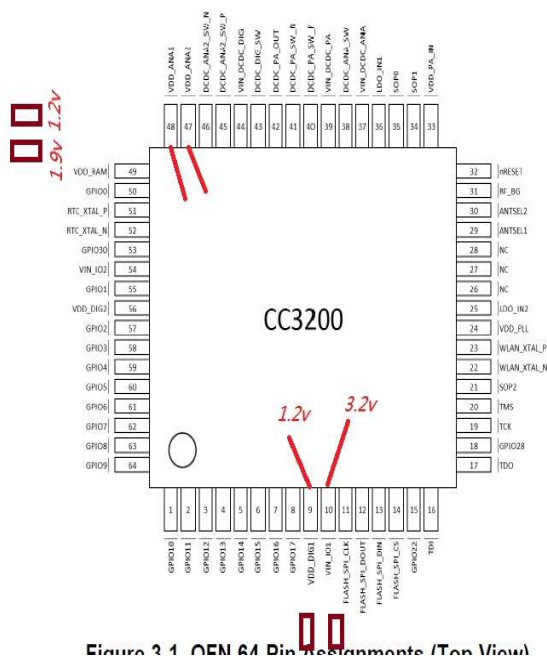 VDD_ANA1
VDD_ANA2
DCDC_ANA2_SW_N
DCDC_ANA2_SW_P
VIN_DCDC_DIG
DCDC_DIG_SW
DCDC_PA_OUT
DCDC_PA_SW_N
DCDC_PA_SW_P
VIN_DCDC_PA
DCDC_ANA_SW
VIN_DCDC_ANA
LDO_IN1
SOP0
SOP1
VDD_PA_IN
1.2v
1.9v
48 47 46 45 44 43 42 41 40 39 38 37 36 35 34 33
VDD_RAM 49
GPIO0 50
RTC_XTAL_P 51
RTC_XTAL_N 52
GPIO30 53
VIN_IO2 54
GPIO1 55
VDD_DIG2 56
GPIO2 57
GPIO3 58
GPIO4 59
GPIO5 60
GPIO6 61
GPIO7 62
GPIO8 63
GPIO9 64
CC3200
1.2v
3.2v
32 nRESET
31 RF_BG
30 ANTSEL2
29 ANTSEL1
28 NC
27 NC
26 NC
25 LDO_IN2
24 VDD_PLL
23 WLAN_XTAL_P
22 WLAN_XTAL_N
21 SOP2
20 TMS
19 TCK
18 GPIO28
17 TDO
1 2 3 4 5 6 7 8 9 10 11 12 13 14 15 16
GPIO10
GPIO11
GPIO12
GPIO13
GPIO14
GPIO15
GPIO16
GPIO17
VDD_DIG1
VIN_IO1
FLASH_SPI_CLK
FLASH_SPI_DOUT
FLASH_SPI_DIN
FLASH_SPI_CS
GPIO22
TDI
Figure 3-1. QFN 64 Pin Assignments (Top View)